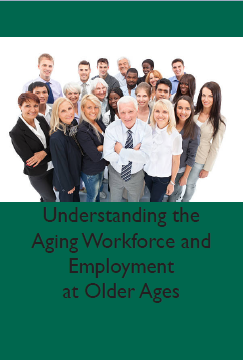 Understanding the
Aging Workforce and
Employment
at Older Ages